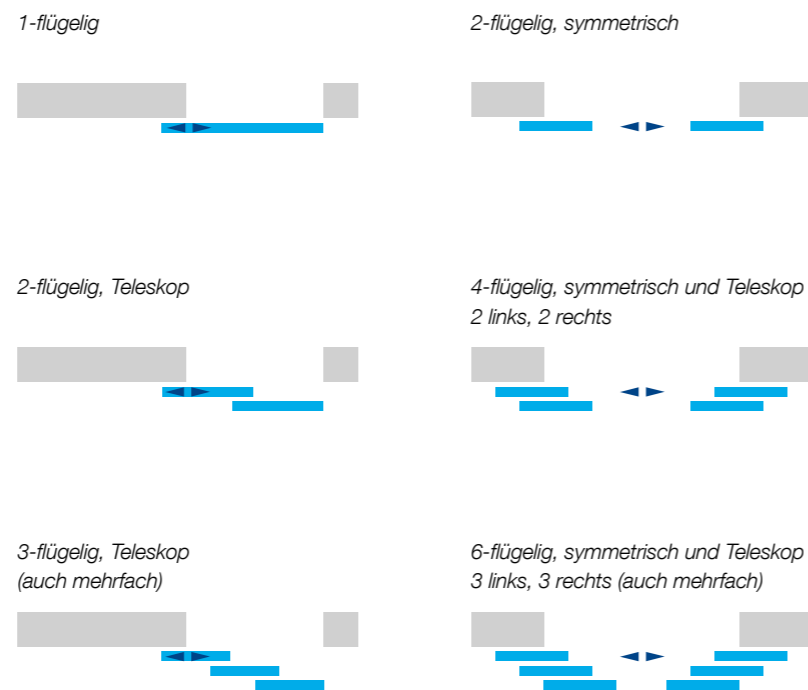 1-flügelig
2-flügelig, symmetrisch
2-flügelig, Teleskop
4-flügelig, symmetrisch und Teleskop
2 links, 2 rechts
3-flügelig, Teleskop
(auch mehrfach)
6-flügelig, symmetrisch und Teleskop
3 links, 3 rechts (auch mehrfach)